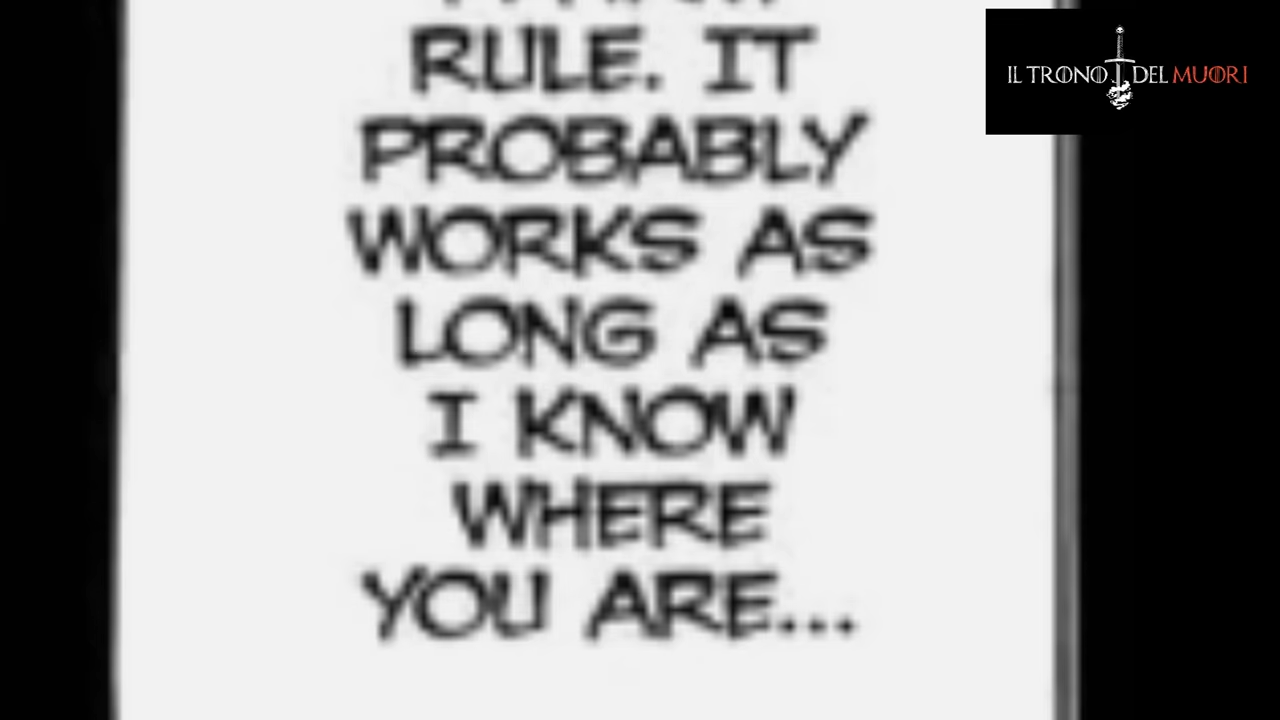 RULE. IT
PROBABLY
WORKS AS
LONG AS
I KNOW
WHERE
YOU ARE...
IL TRONO DEL MUORI